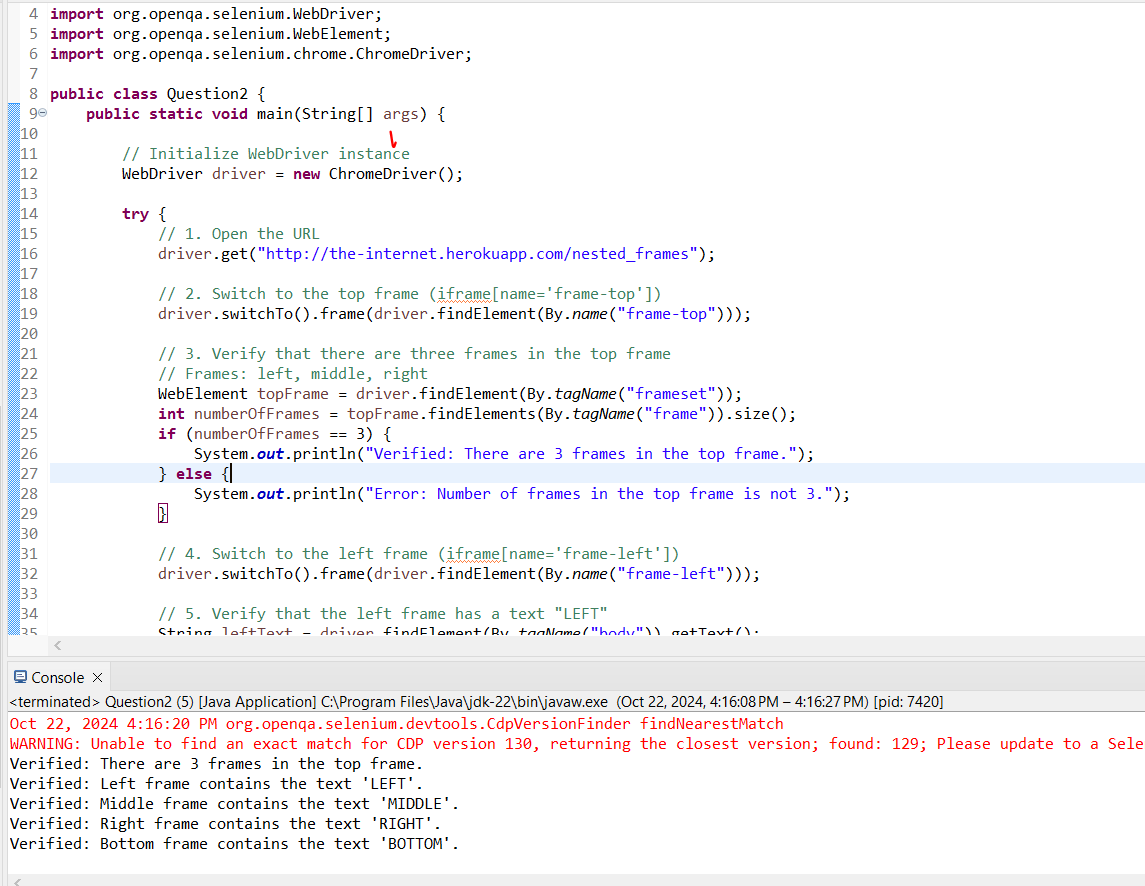 4 import org.openqa.selenium.WebDriver;
5 import org.openqa.selenium.WebElement;
6 import org.openqa.selenium.chrome.ChromeDriver;
7
8 public class Question2 {
9 public static void main(String[] args) {
10
11 // Initialize WebDriver instance
12 WebDriver driver = new ChromeDriver();
13
14 try {
15 // 1. Open the URL
16 driver.get("http://the-internet.herokuapp.com/nested_frames");
17
18 // 2. Switch to the top frame (iframe[name='frame-top'])
19 driver.switchTo().frame(driver.findElement(By.name("frame-top")));
20
21 // 3. Verify that there are three frames in the top frame
22 // Frames: left, middle, right
23 WebElement topFrame = driver.findElement(By.tagName("frameset"));
24 int numberOfFrames = topFrame.findElements(By.tagName("frame")).size();
25 if (numberOfFrames == 3) {
26 System.out.println("Verified: There are 3 frames in the top frame.");
27 } else {
28 System.out.println("Error: Number of frames in the top frame is not 3.");
29 }
30
31 // 4. Switch to the left frame (iframe[name='frame-left'])
32 driver.switchTo().frame(driver.findElement(By.name("frame-left")));
33
34 // 5. Verify that the left frame has a text "LEFT"
35 String leftText = driver.findElement(By.tagName("body")).getText();
Console
<terminated> Question2 (5) [Java Application] C:\Program Files\Java\jdk-22\bin\javaw.exe (Oct 22, 2024, 4:16:08 PM – 4:16:27 PM) [pid: 7420]
Oct 22, 2024 4:16:20 PM org.openqa.selenium.devtools.CdpVersionFinder findNearestMatch
WARNING: Unable to find an exact match for CDP version 130, returning the closest version; found: 129; Please update to a Sele
Verified: There are 3 frames in the top frame.
Verified: Left frame contains the text 'LEFT'.
Verified: Middle frame contains the text 'MIDDLE'.
Verified: Right frame contains the text 'RIGHT'.
Verified: Bottom frame contains the text 'BOTTOM'.